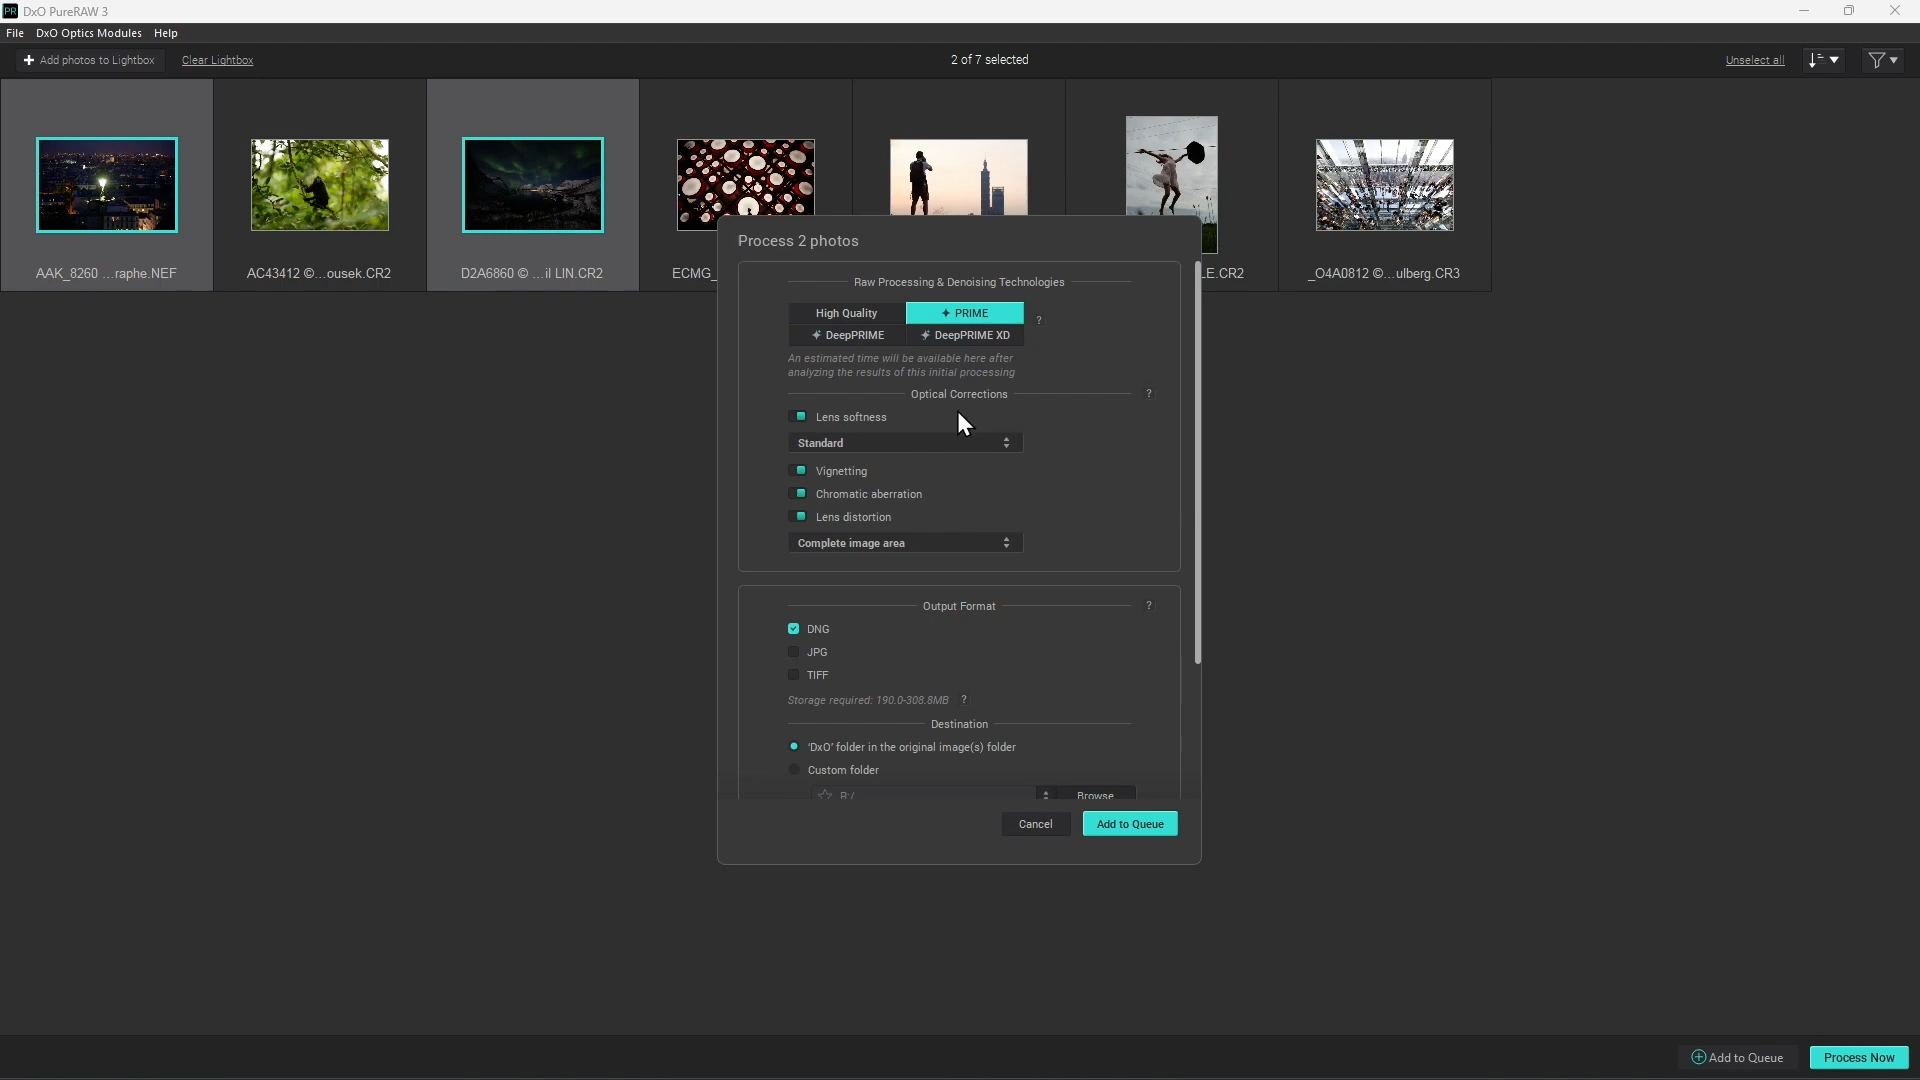 PR DxO PureRAW 3
File DxO Optics Modules Help
Add photos to Lightbox Clear Lightbox 2 of 7 selected Unselect all
AAK_8260 ...raphe.NEF AC43412 ©...ousek.CR2 D2A6860 © ...il LIN.CR2 ECMG_ LE.CR2 _O4A0812 ©...ulberg.CR3
Process 2 photos
Raw Processing & Denoising Technologies
High Quality PRIME ?
DeepPRIME DeepPRIME XD
An estimated time will be available here after
analyzing the results of this initial processing
Optical Corrections ?
Lens softness
Standard
Vignetting
Chromatic aberration
Lens distortion
Complete image area
Output Format ?
DNG
JPG
TIFF
Storage required: 190.0-308.8MB ?
Destination
'DxO' folder in the original image(s) folder
Custom folder
R:/ Browse
Cancel Add to Queue
Add to Queue Process Now